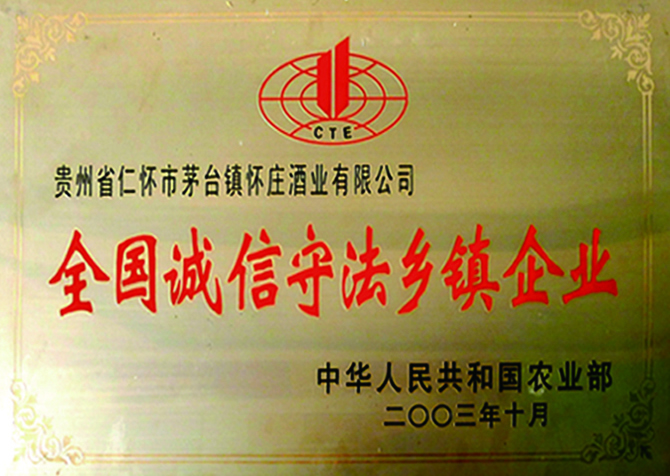 CTE
贵州省仁怀市茅台镇怀庄酒业有限公司
全国诚信守法乡镇企业
中华人民共和国农业部
二〇〇三年十月